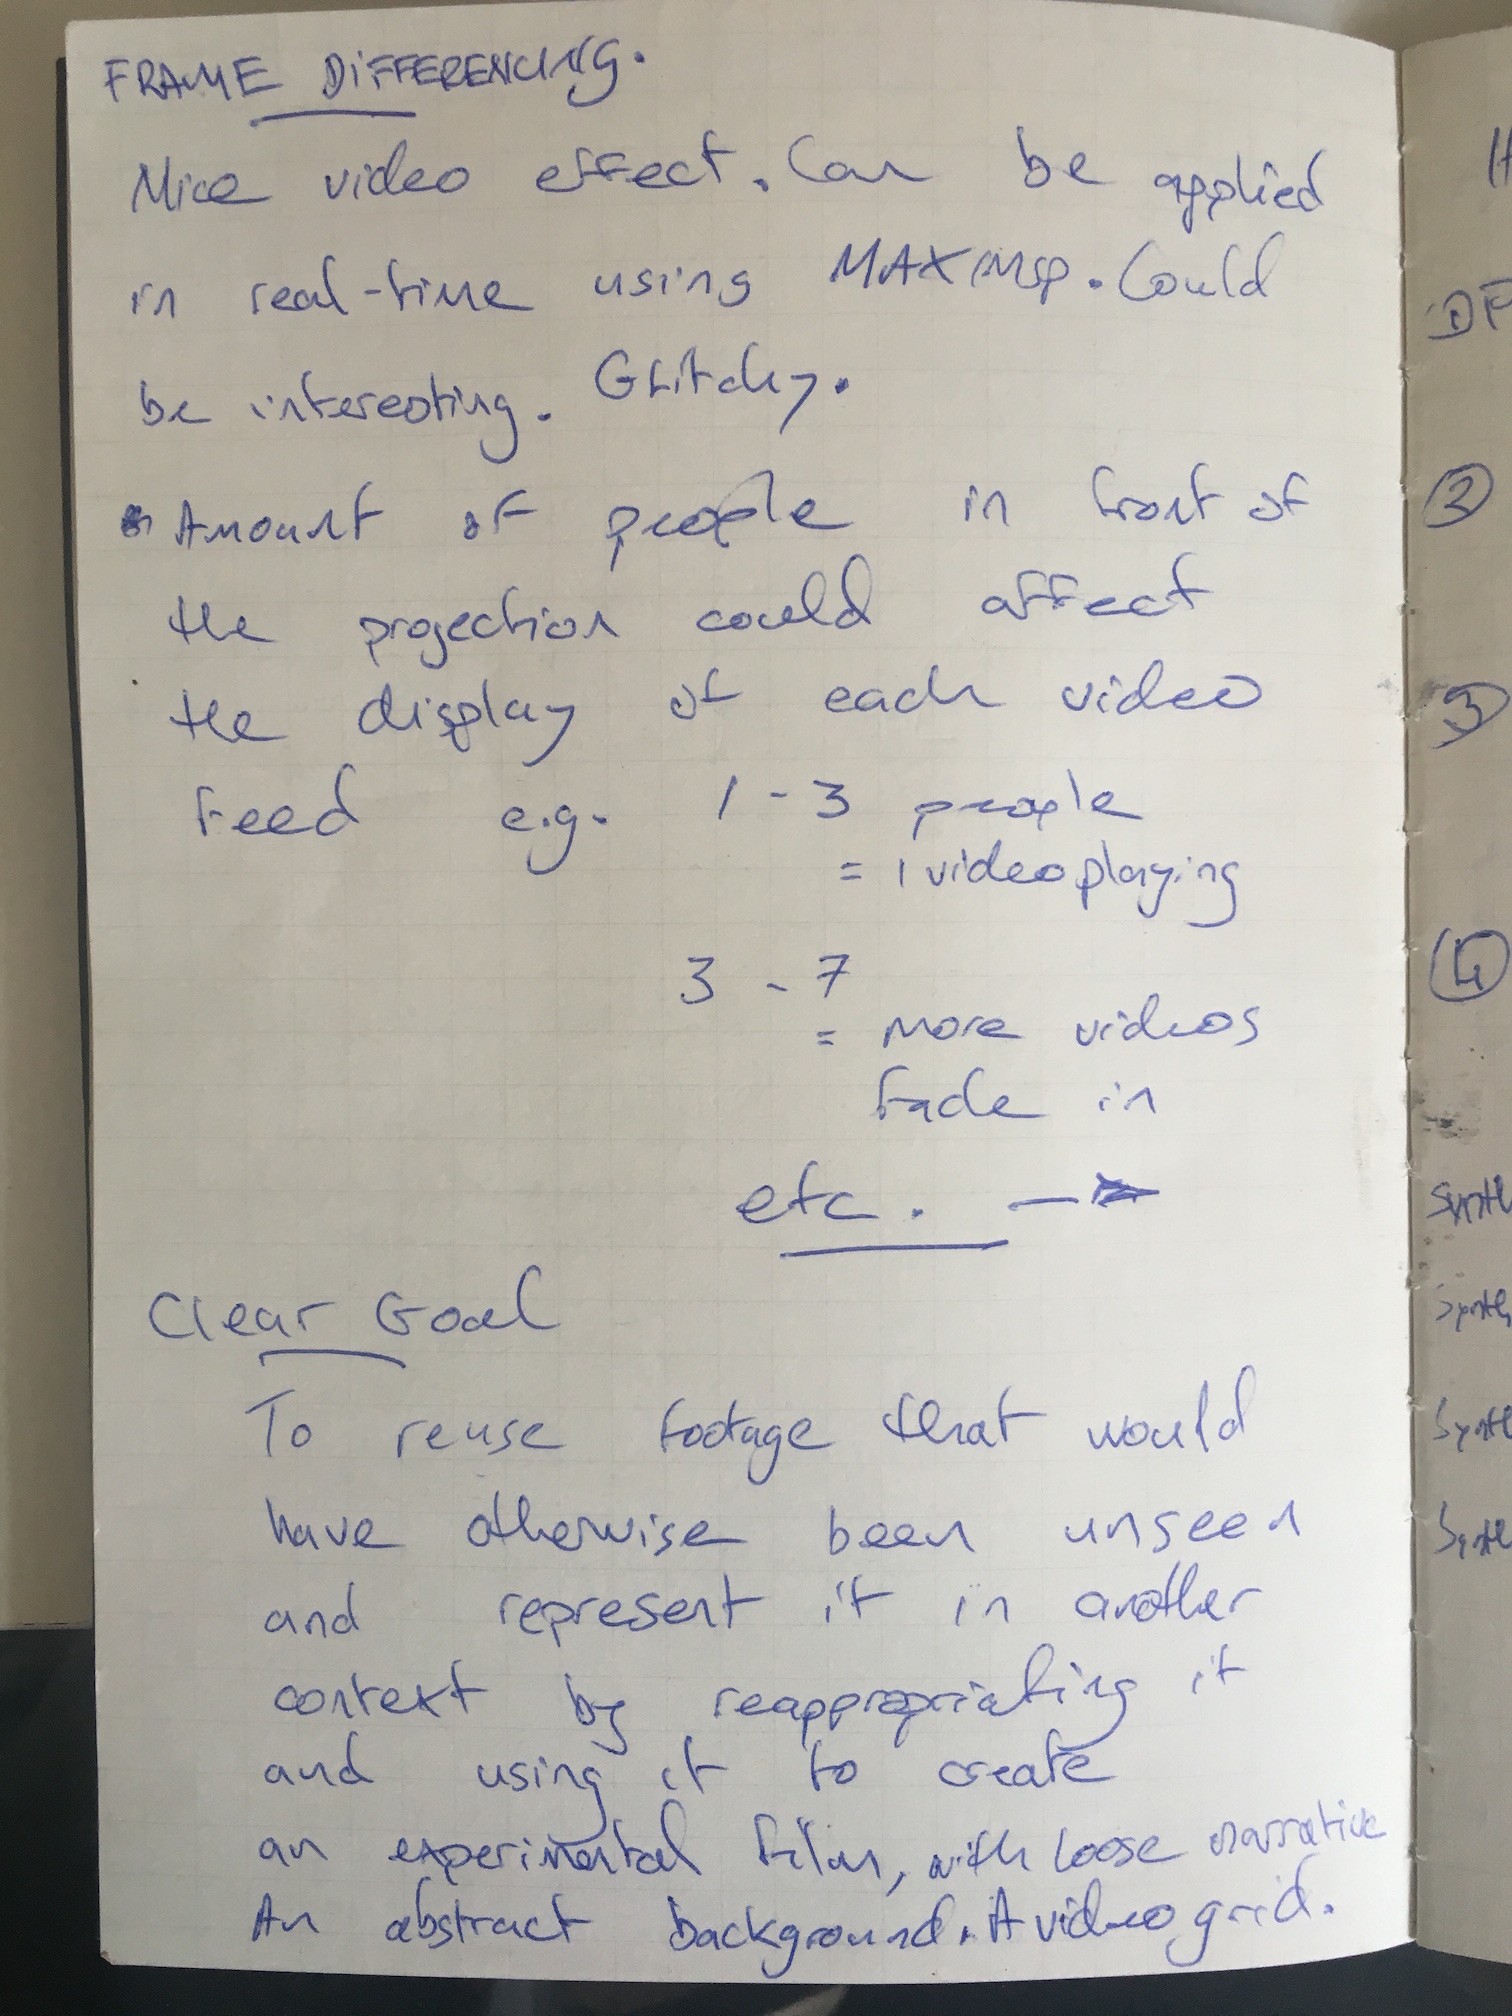 FRAME DIFFERENCING.
Nice video effect. Can be applied
in real-time using MAX/MSP. Could
be interesting. Glitchy.
Amount of people in front of
the projection could affect
the display of each video
feed e.g. 1 - 3 people
= 1 video playing
3 - 7
= more videos
fade in
etc. →
Clear Goal
To reuse footage that would
have otherwise been unseen
and represent it in another
context by reappropriating it
and using it to create
an experimental film, with loose narrative
An abstract background. A video grid.
H
DF
②
③
④
Synth
Synth
Synth
Synth